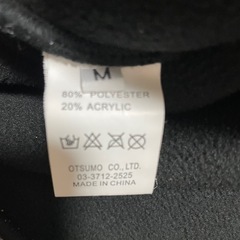 M
80% POLYESTER
20% ACRYLIC
OTSUMO CO.,LTD.
03-3712-2525
MADE IN CHINA